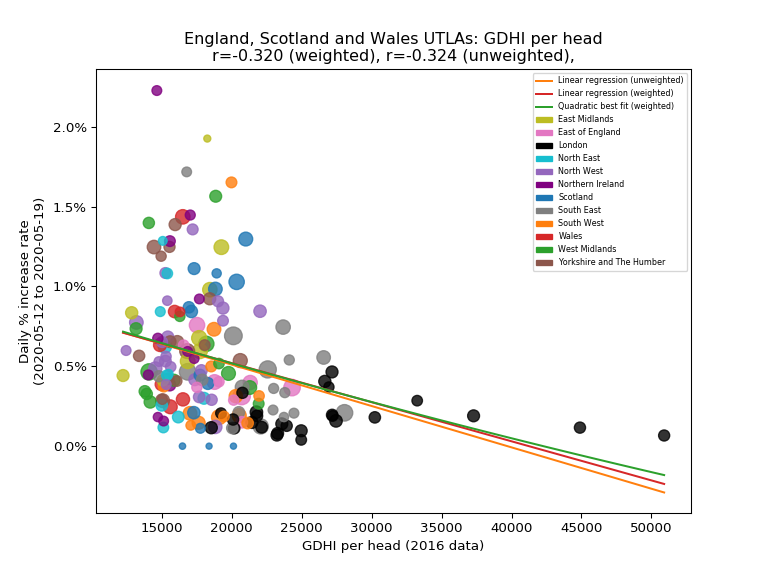 England, Scotland and Wales UTLAs: GDHI per head
r=-0.320 (weighted), r=-0.324 (unweighted),
Linear regression (unweighted)
Linear regression (weighted)
Quadratic best fit (weighted)
East Midlands
East of England
London
North East
North West
Northern Ireland
Scotland
South East
South West
Wales
West Midlands
Yorkshire and The Humber
Daily % increase rate
(2020-05-12 to 2020-05-19)
2.0%
1.5%
1.0%
0.5%
0.0%
15000 20000 25000 30000 35000 40000 45000 50000
GDHI per head (2016 data)